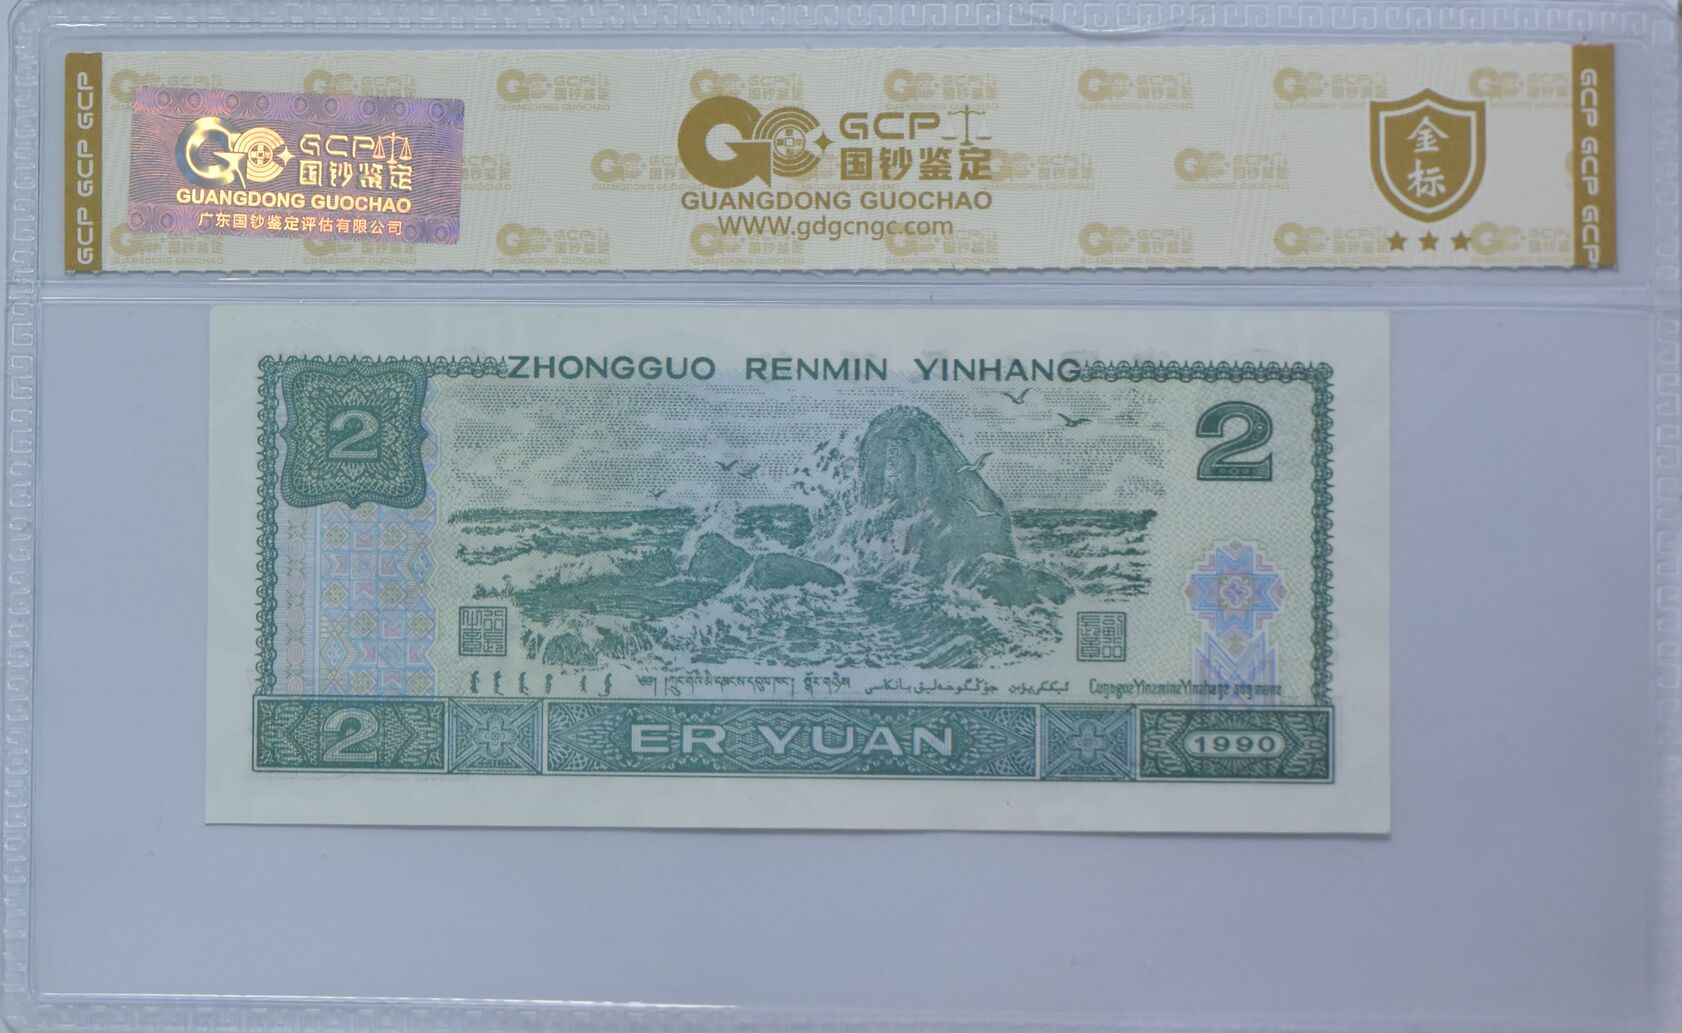 GCP GCP GCP
GCP
国钞鉴定
GUANGDONG GUOCHAO
广东国钞鉴定评估有限公司
GCP
国钞鉴定
GUANGDONG GUOCHAO
www.gdgcngc.com
金标
GCP GCP GCP
ZHONGGUO RENMIN YINHANG
2
2
2
ER YUAN
1990